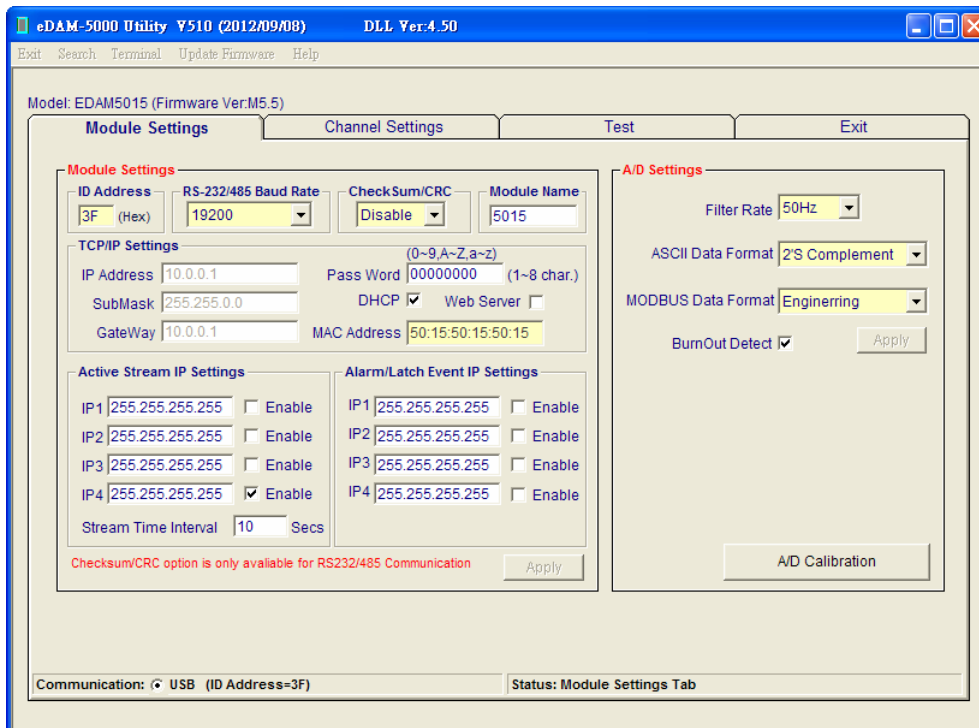 eDAM-5000 Utility V510 (2012/09/08) DLL Ver:4.50
Exit Search Terminal Update Firmware Help
Model: EDAM5015 (Firmware Ver:M5.5)
Module Settings Channel Settings Test Exit
Module Settings
ID Address RS-232/485 Baud Rate CheckSum/CRC Module Name
3F (Hex) 19200 Disable 5015
TCP/IP Settings
(0~9,A~Z,a~z)
IP Address 10.0.0.1 Pass Word 00000000 (1~8 char.)
SubMask 255.255.0.0 DHCP Web Server
GateWay 10.0.0.1 MAC Address 50:15:50:15:50:15
Active Stream IP Settings
IP1 255.255.255.255 Enable
IP2 255.255.255.255 Enable
IP3 255.255.255.255 Enable
IP4 255.255.255.255 Enable
Stream Time Interval 10 Secs
Alarm/Latch Event IP Settings
IP1 255.255.255.255 Enable
IP2 255.255.255.255 Enable
IP3 255.255.255.255 Enable
IP4 255.255.255.255 Enable
Checksum/CRC option is only avaliable for RS232/485 Communication
Apply
A/D Settings
Filter Rate 50Hz
ASCII Data Format 2'S Complement
MODBUS Data Format Enginerring
BurnOut Detect Apply
A/D Calibration
Communication: USB (ID Address=3F)
Status: Module Settings Tab